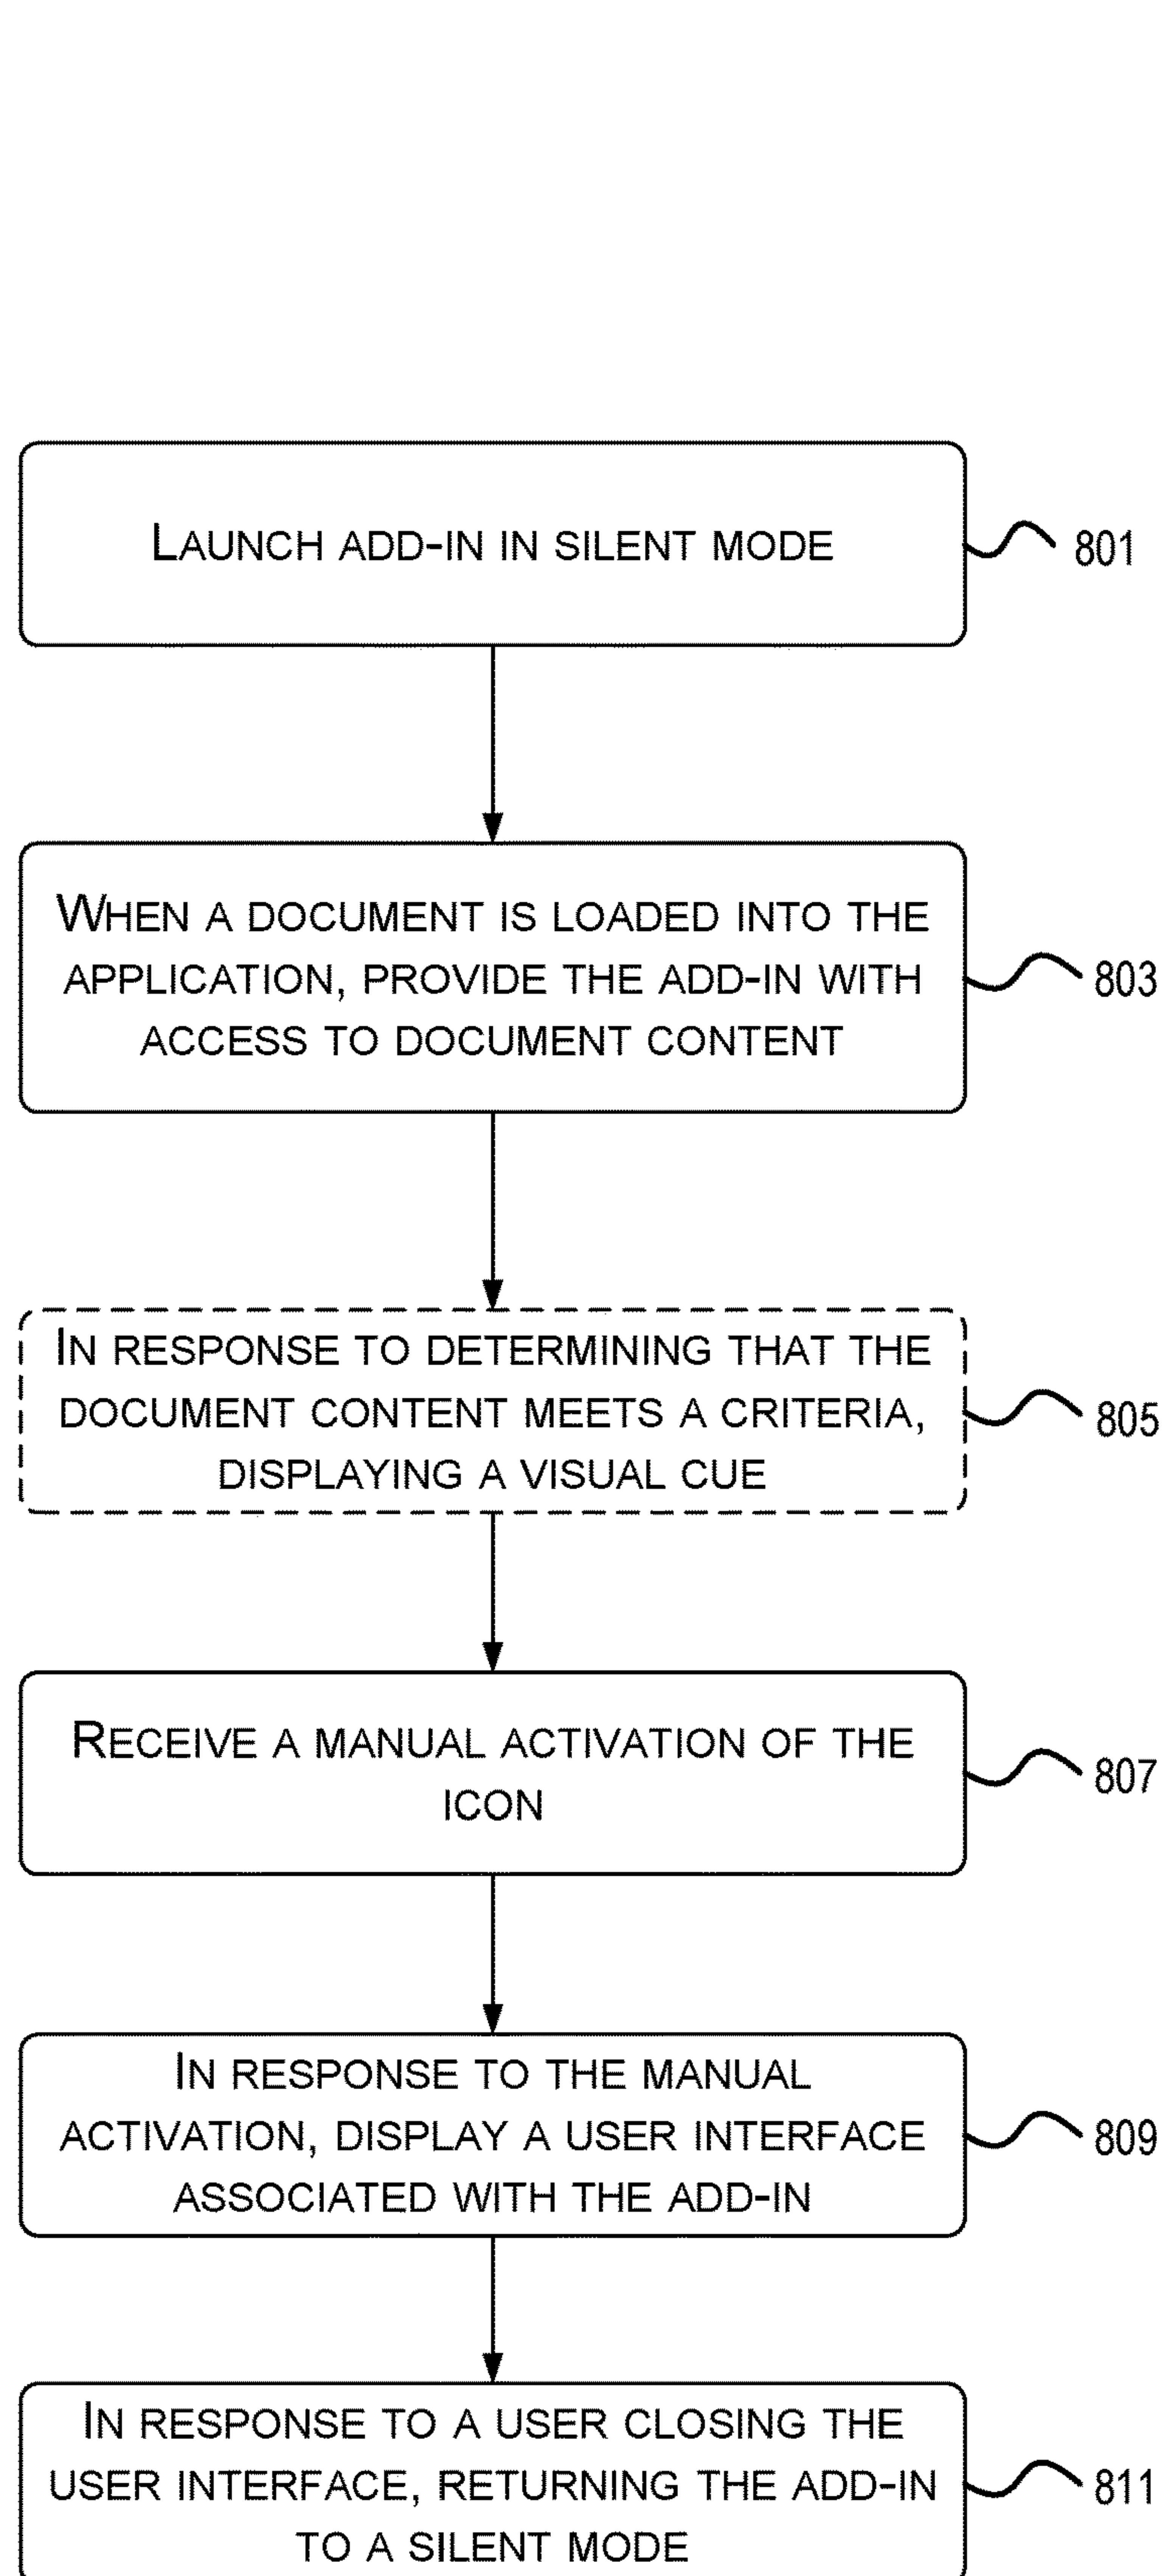 LAUNCH ADD-IN IN SILENT MODE
801
WHEN A DOCUMENT IS LOADED INTO THE
APPLICATION, PROVIDE THE ADD-IN WITH
ACCESS TO DOCUMENT CONTENT
803
IN RESPONSE TO DETERMINING THAT THE
DOCUMENT CONTENT MEETS A CRITERIA,
DISPLAYING A VISUAL CUE
805
RECEIVE A MANUAL ACTIVATION OF THE
ICON
807
IN RESPONSE TO THE MANUAL
ACTIVATION, DISPLAY A USER INTERFACE
ASSOCIATED WITH THE ADD-IN
809
IN RESPONSE TO A USER CLOSING THE
USER INTERFACE, RETURNING THE ADD-IN
TO A SILENT MODE
811